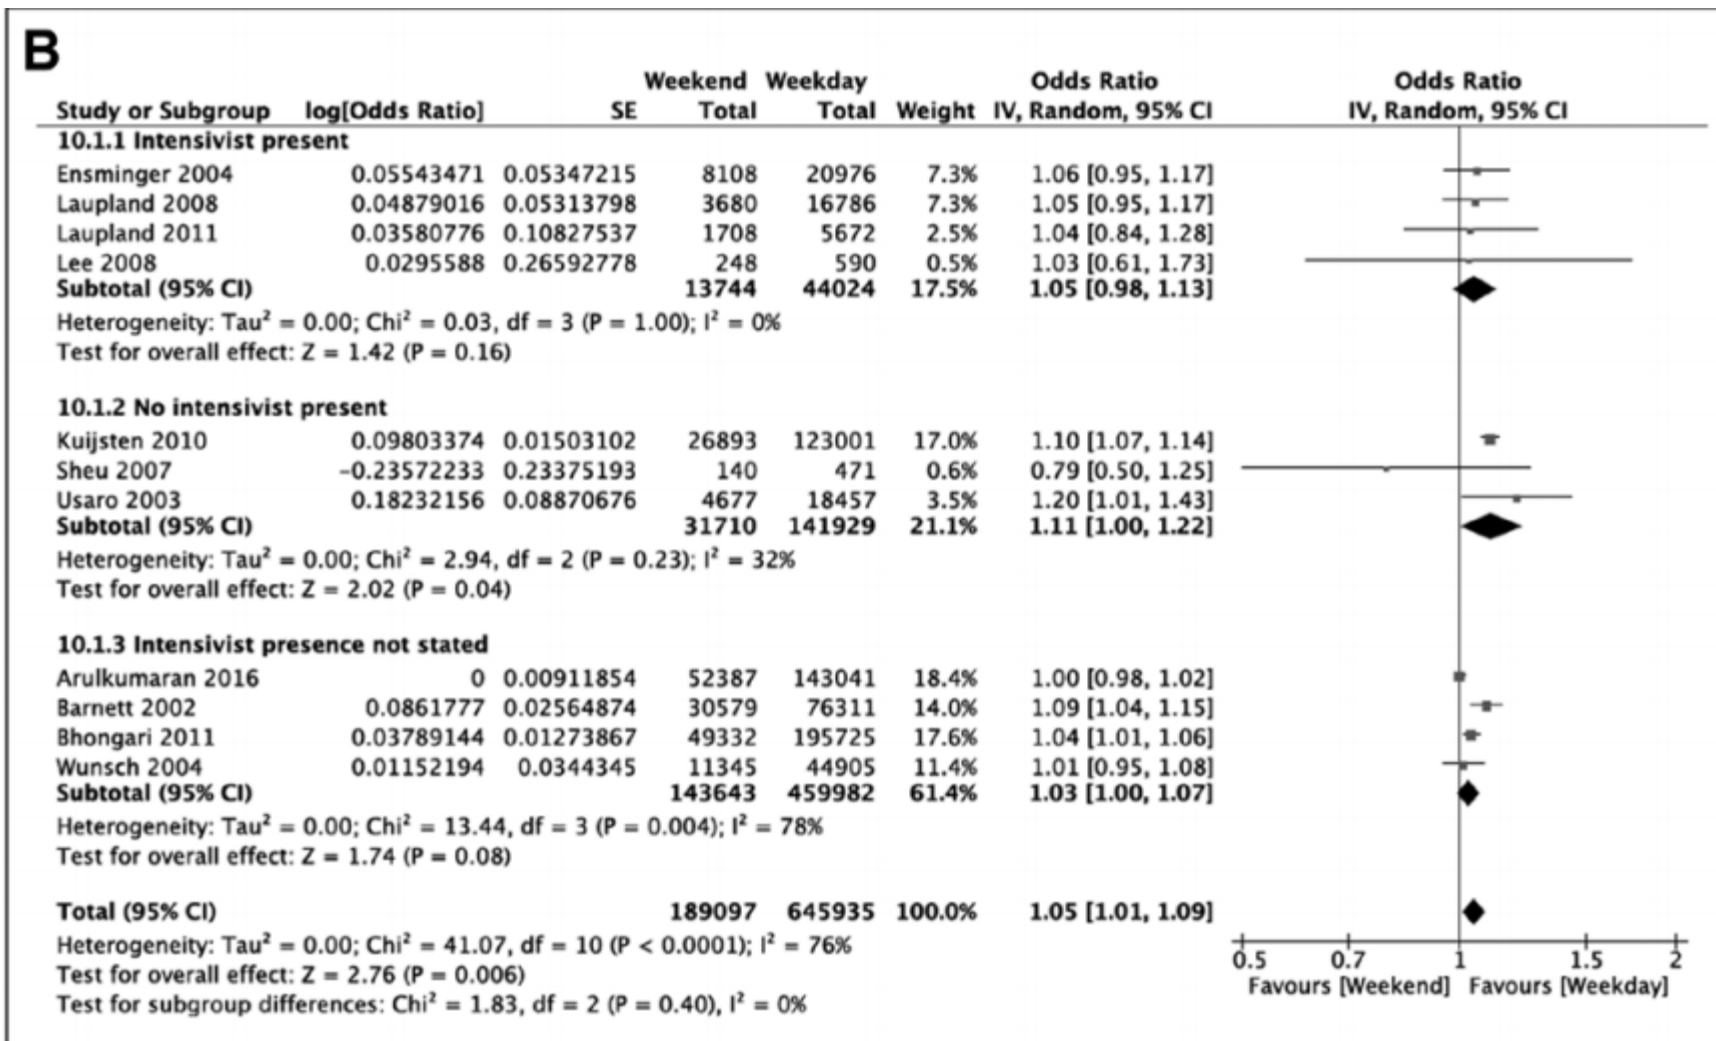 B
Weekend Weekday Odds Ratio Odds Ratio
Study or Subgroup log[Odds Ratio] SE Total Total Weight IV, Random, 95% CI IV, Random, 95% CI
10.1.1 Intensivist present
Ensminger 2004 0.05543471 0.05347215 8108 20976 7.3% 1.06 [0.95, 1.17]
Laupland 2008 0.04879016 0.05313798 3680 16786 7.3% 1.05 [0.95, 1.17]
Laupland 2011 0.03580776 0.10827537 1708 5672 2.5% 1.04 [0.84, 1.28]
Lee 2008 0.0295588 0.26592778 248 590 0.5% 1.03 [0.61, 1.73]
Subtotal (95% CI) 13744 44024 17.5% 1.05 [0.98, 1.13]
Heterogeneity: Tau² = 0.00; Chi² = 0.03, df = 3 (P = 1.00); I² = 0%
Test for overall effect: Z = 1.42 (P = 0.16)
10.1.2 No intensivist present
Kuijsten 2010 0.09803374 0.01503102 26893 123001 17.0% 1.10 [1.07, 1.14]
Sheu 2007 −0.23572233 0.23375193 140 471 0.6% 0.79 [0.50, 1.25]
Usaro 2003 0.18232156 0.08870676 4677 18457 3.5% 1.20 [1.01, 1.43]
Subtotal (95% CI) 31710 141929 21.1% 1.11 [1.00, 1.22]
Heterogeneity: Tau² = 0.00; Chi² = 2.94, df = 2 (P = 0.23); I² = 32%
Test for overall effect: Z = 2.02 (P = 0.04)
10.1.3 Intensivist presence not stated
Arulkumaran 2016 0 0.00911854 52387 143041 18.4% 1.00 [0.98, 1.02]
Barnett 2002 0.0861777 0.02564874 30579 76311 14.0% 1.09 [1.04, 1.15]
Bhongari 2011 0.03789144 0.01273867 49332 195725 17.6% 1.04 [1.01, 1.06]
Wunsch 2004 0.01152194 0.0344345 11345 44905 11.4% 1.01 [0.95, 1.08]
Subtotal (95% CI) 143643 459982 61.4% 1.03 [1.00, 1.07]
Heterogeneity: Tau² = 0.00; Chi² = 13.44, df = 3 (P = 0.004); I² = 78%
Test for overall effect: Z = 1.74 (P = 0.08)
Total (95% CI) 189097 645935 100.0% 1.05 [1.01, 1.09]
Heterogeneity: Tau² = 0.00; Chi² = 41.07, df = 10 (P < 0.0001); I² = 76%
Test for overall effect: Z = 2.76 (P = 0.006)
Test for subgroup differences: Chi² = 1.83, df = 2 (P = 0.40), I² = 0%
0.5 0.7 1 1.5 2
Favours [Weekend] Favours [Weekday]